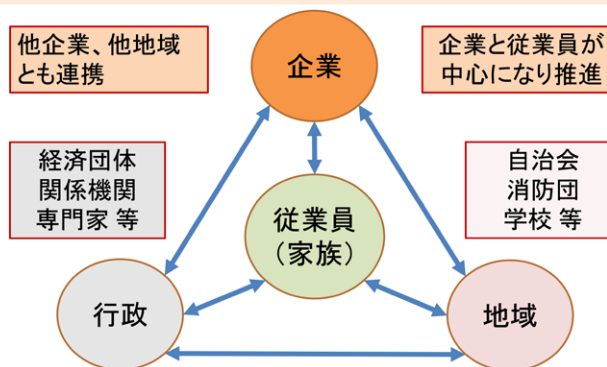 他企業、他地域
とも連携
企業
企業と従業員が
中心になり推進
経済団体
関係機関
専門家 等
従業員
（家族）
自治会
消防団
学校 等
行政
地域